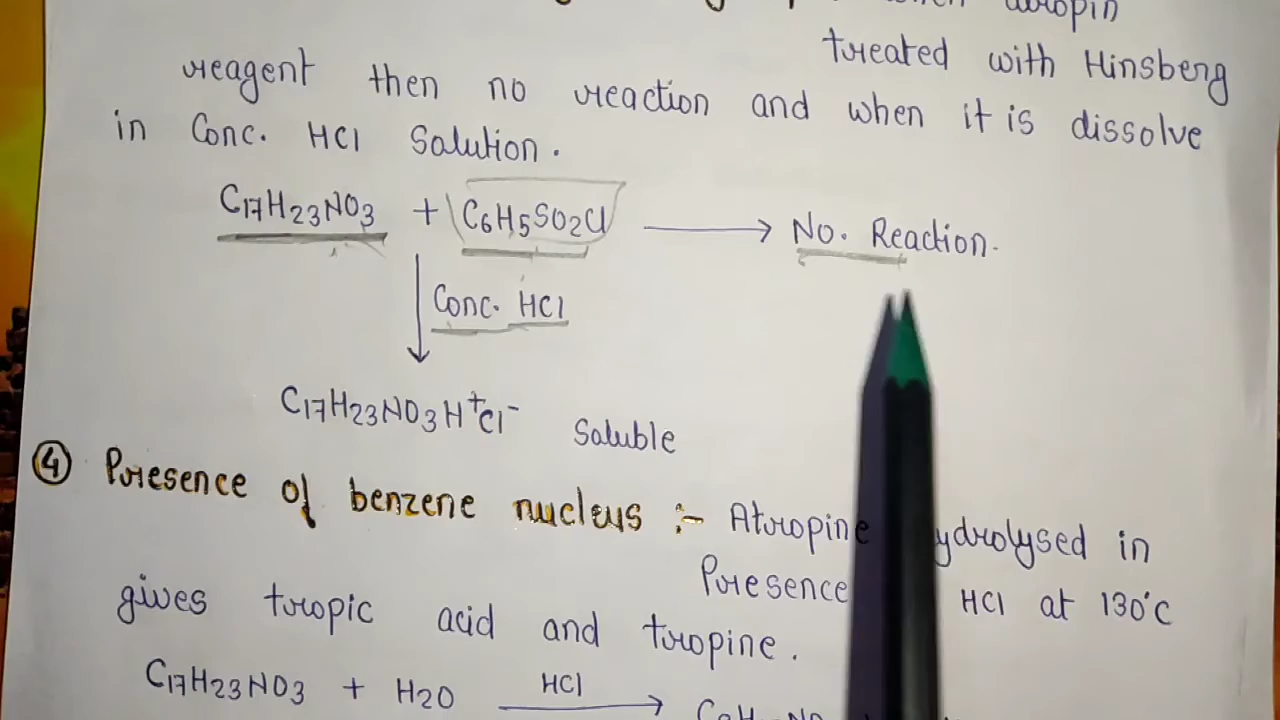 treated with Hinsberg
reagent then no reaction and when it is dissolve
in Conc. HCl Solution.
C17H23NO3 + C6H5SO2Cl → No. Reaction.
↓ Conc. HCl
C17H23NO3H+Cl- Soluble
④ Presence of benzene nucleus :- Atropine hydrolysed in
Presence HCl at 130°C
gives tropic acid and tropine.
C17H23NO3 + H2O HCl →